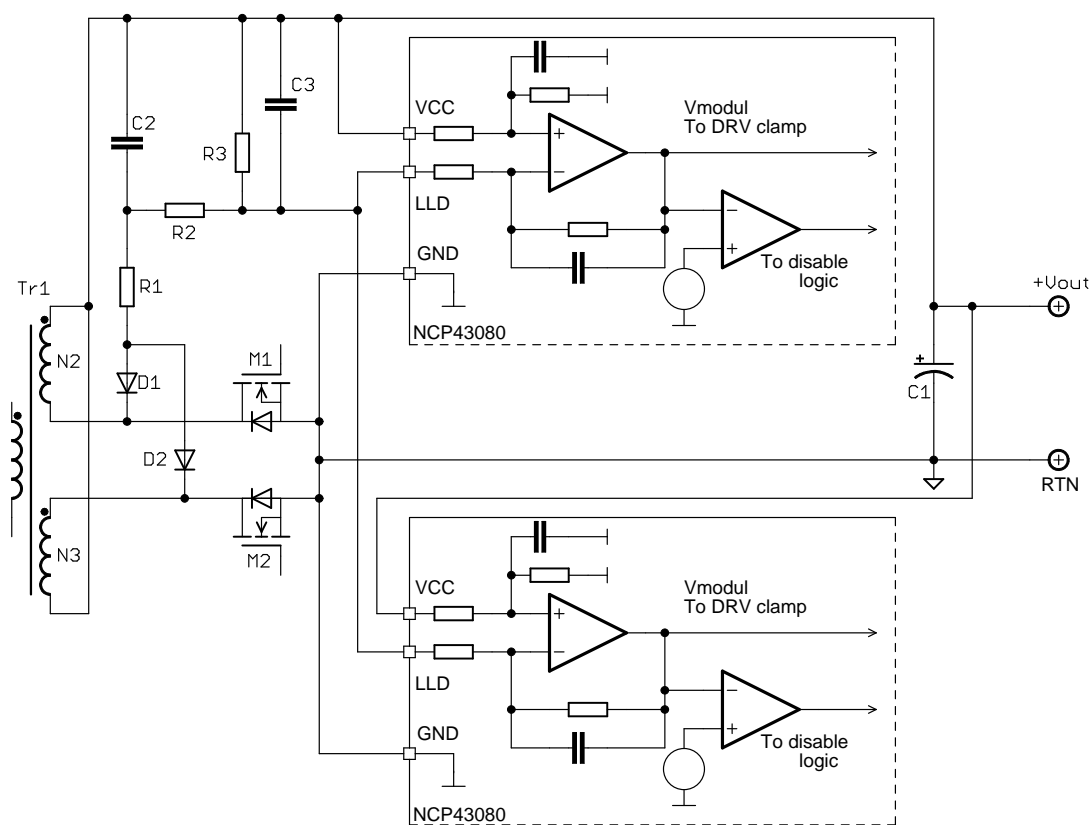 C2
C3
R3
R2
R1
Tr1
N2
D1
M1
D2
N3
M2
VCC
LLD
GND
+
−
Vmodul
To DRV clamp
−
+
To disable
logic
NCP43080
+Vout
+
C1
RTN
VCC
LLD
GND
+
−
Vmodul
To DRV clamp
−
+
To disable
logic
NCP43080